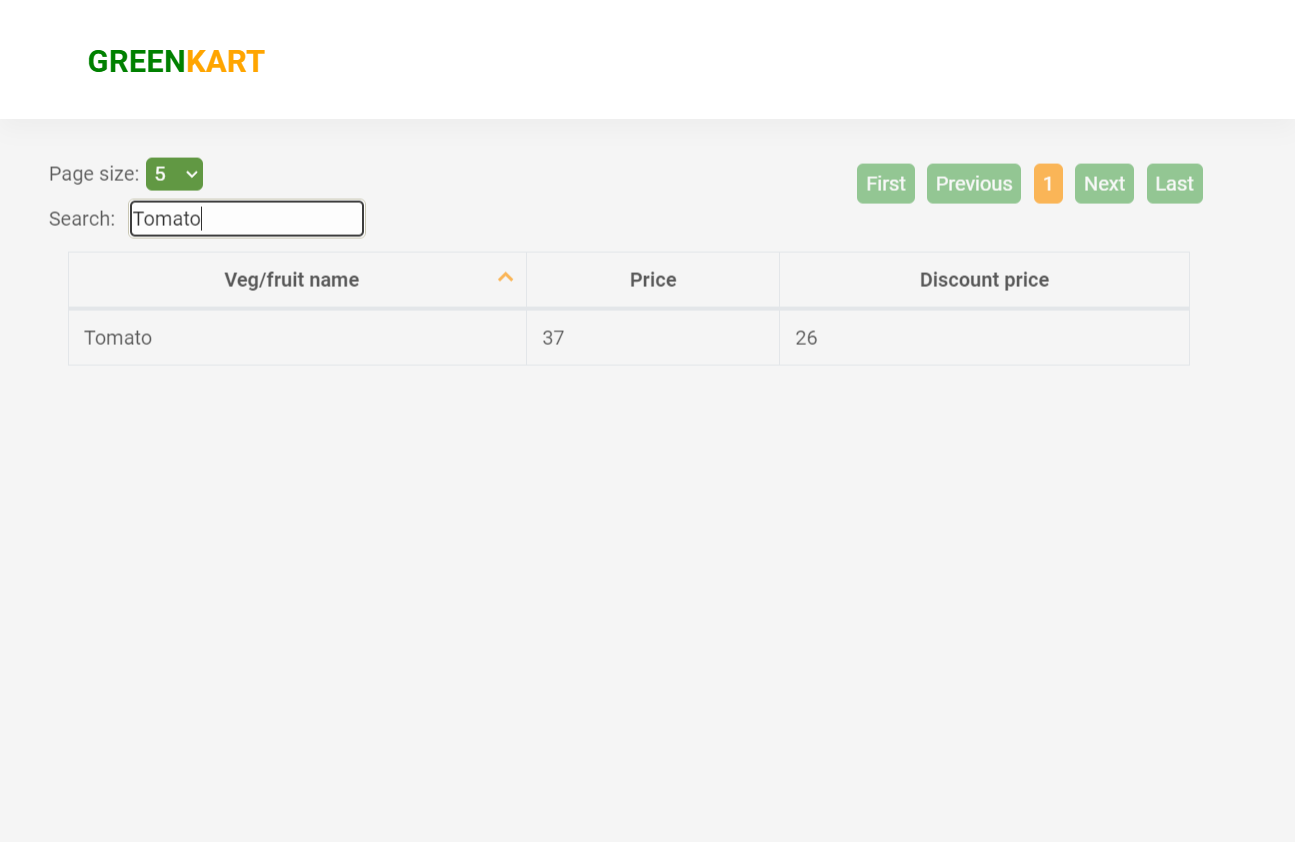 GREENKART
Page size: 5
First Previous 1 Next Last
Search: Tomato
Veg/fruit name Price Discount price
Tomato 37 26